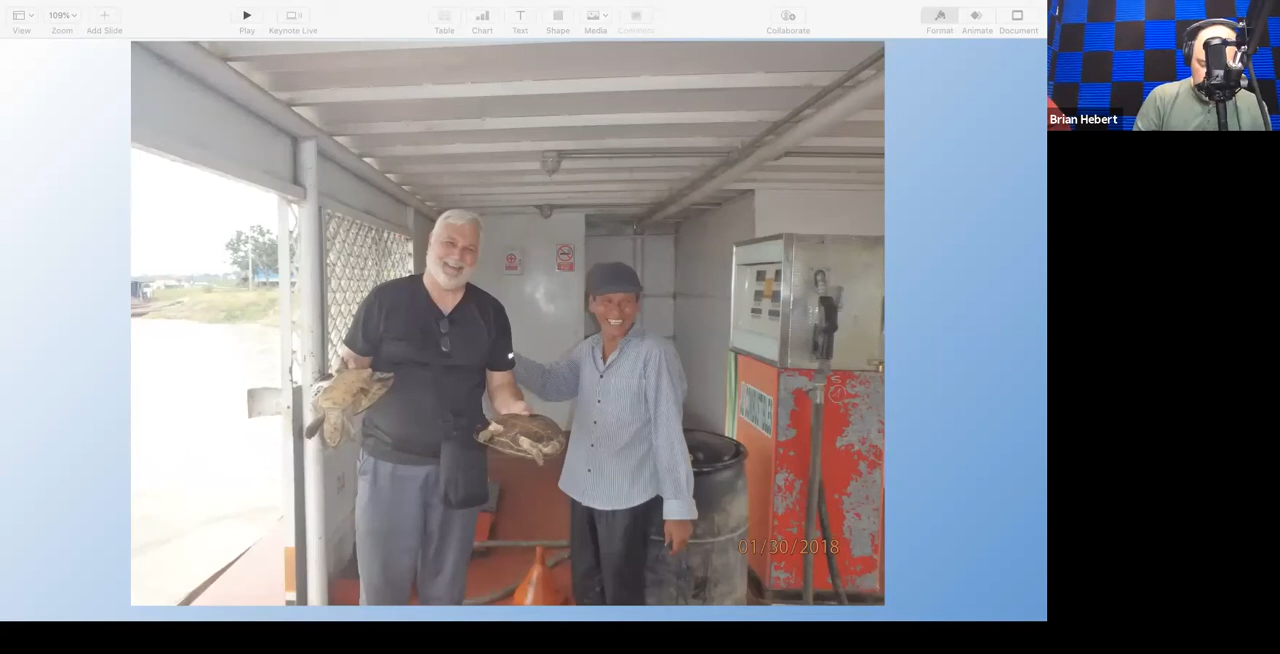 109%
View
Zoom
Add Slide
Play
Keynote Live
Table
Chart
Text
Shape
Media
Comment
Collaborate
Format
Animate
Document
Brian Hebert
01/30/2018